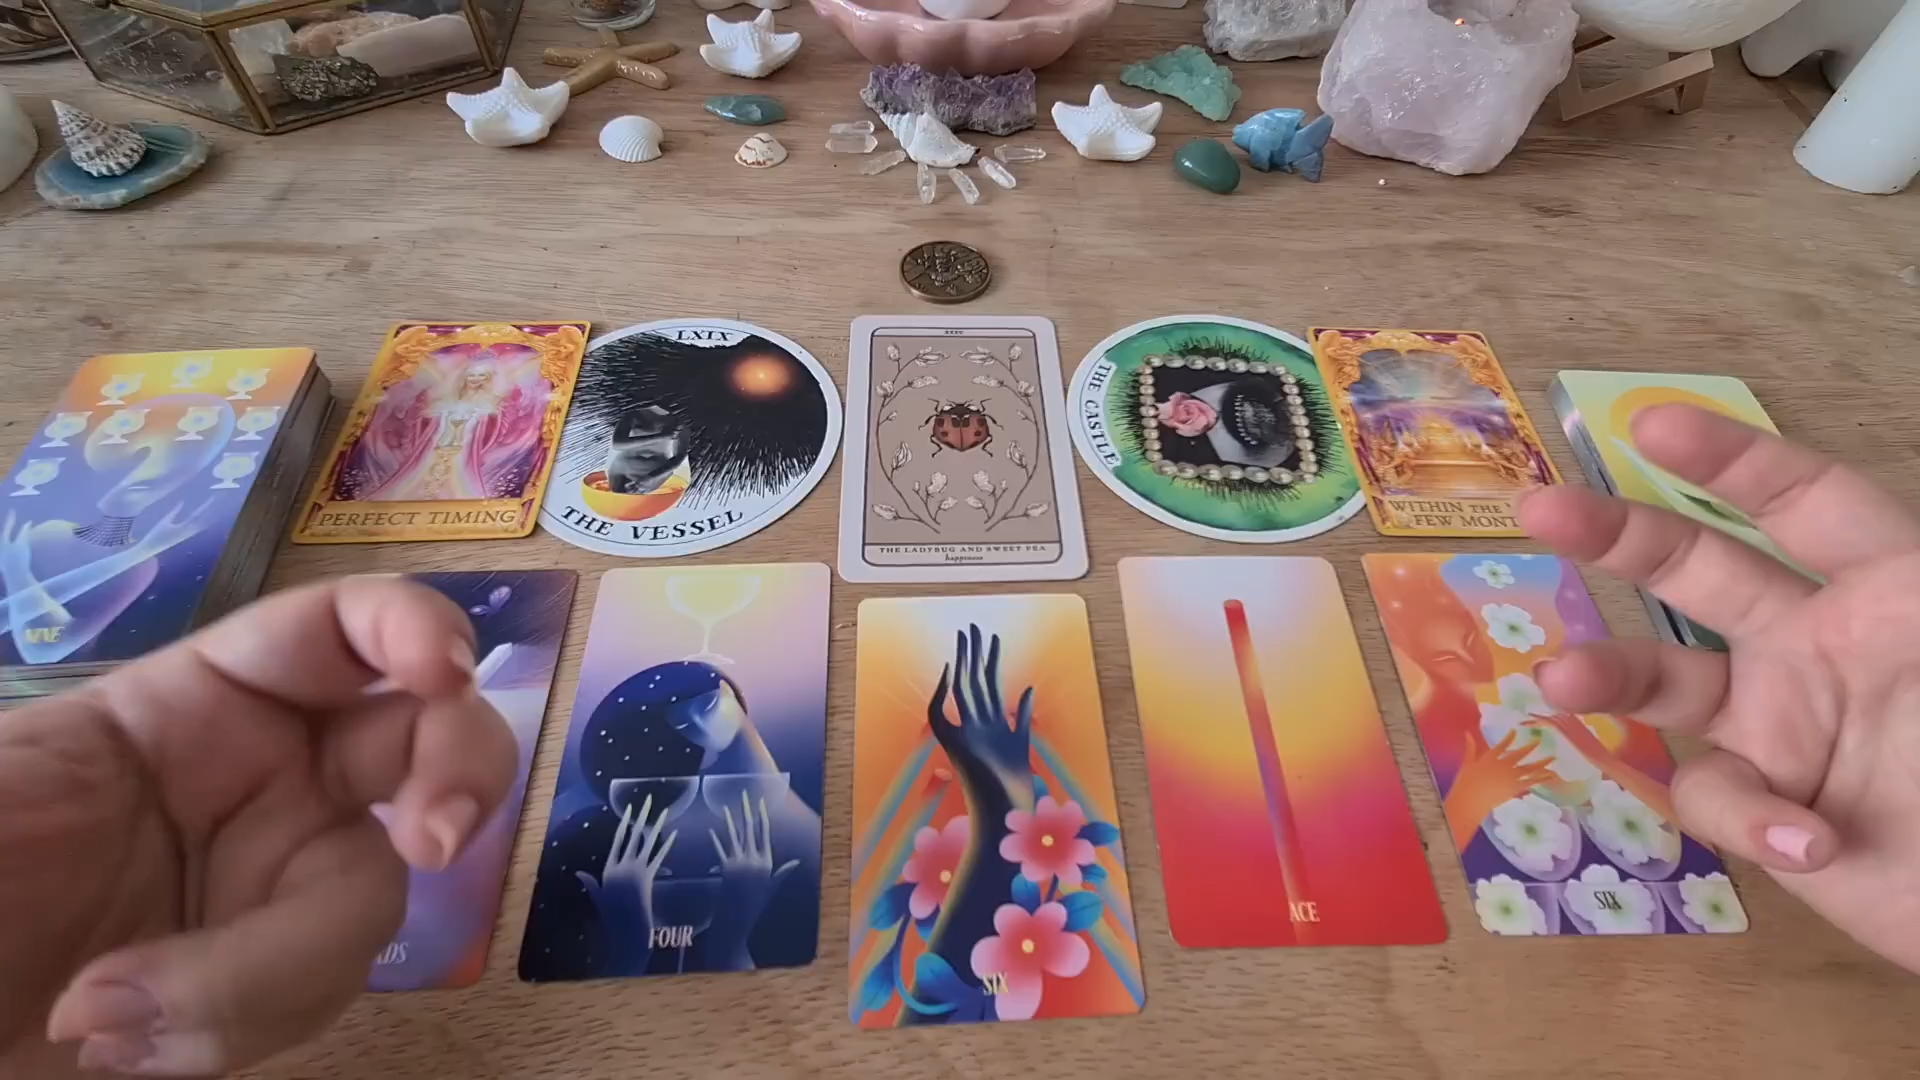 LXIX
PERFECT TIMING
THE VESSEL
THE LADYBUG AND SWEET PEA
happiness
THE CASTLE
WITHIN THE
FEW MONT
NINE
FOUR
SIX
ACE
SIX